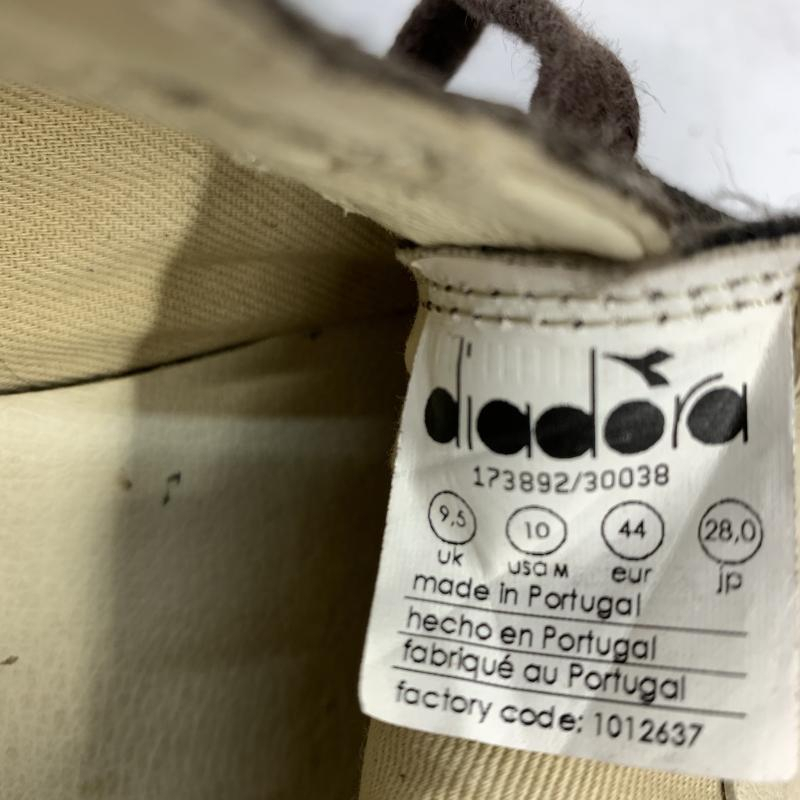 diadora
173892/30038
9,5 10 44 28,0
uk usa M eur jp
made in Portugal
hecho en Portugal
fabriqué au Portugal
factory code: 1012637